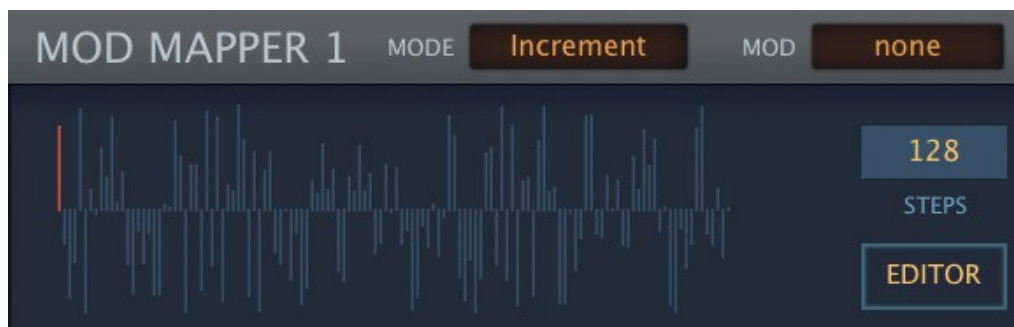 MOD MAPPER 1 MODE Increment MOD none
128
STEPS
EDITOR